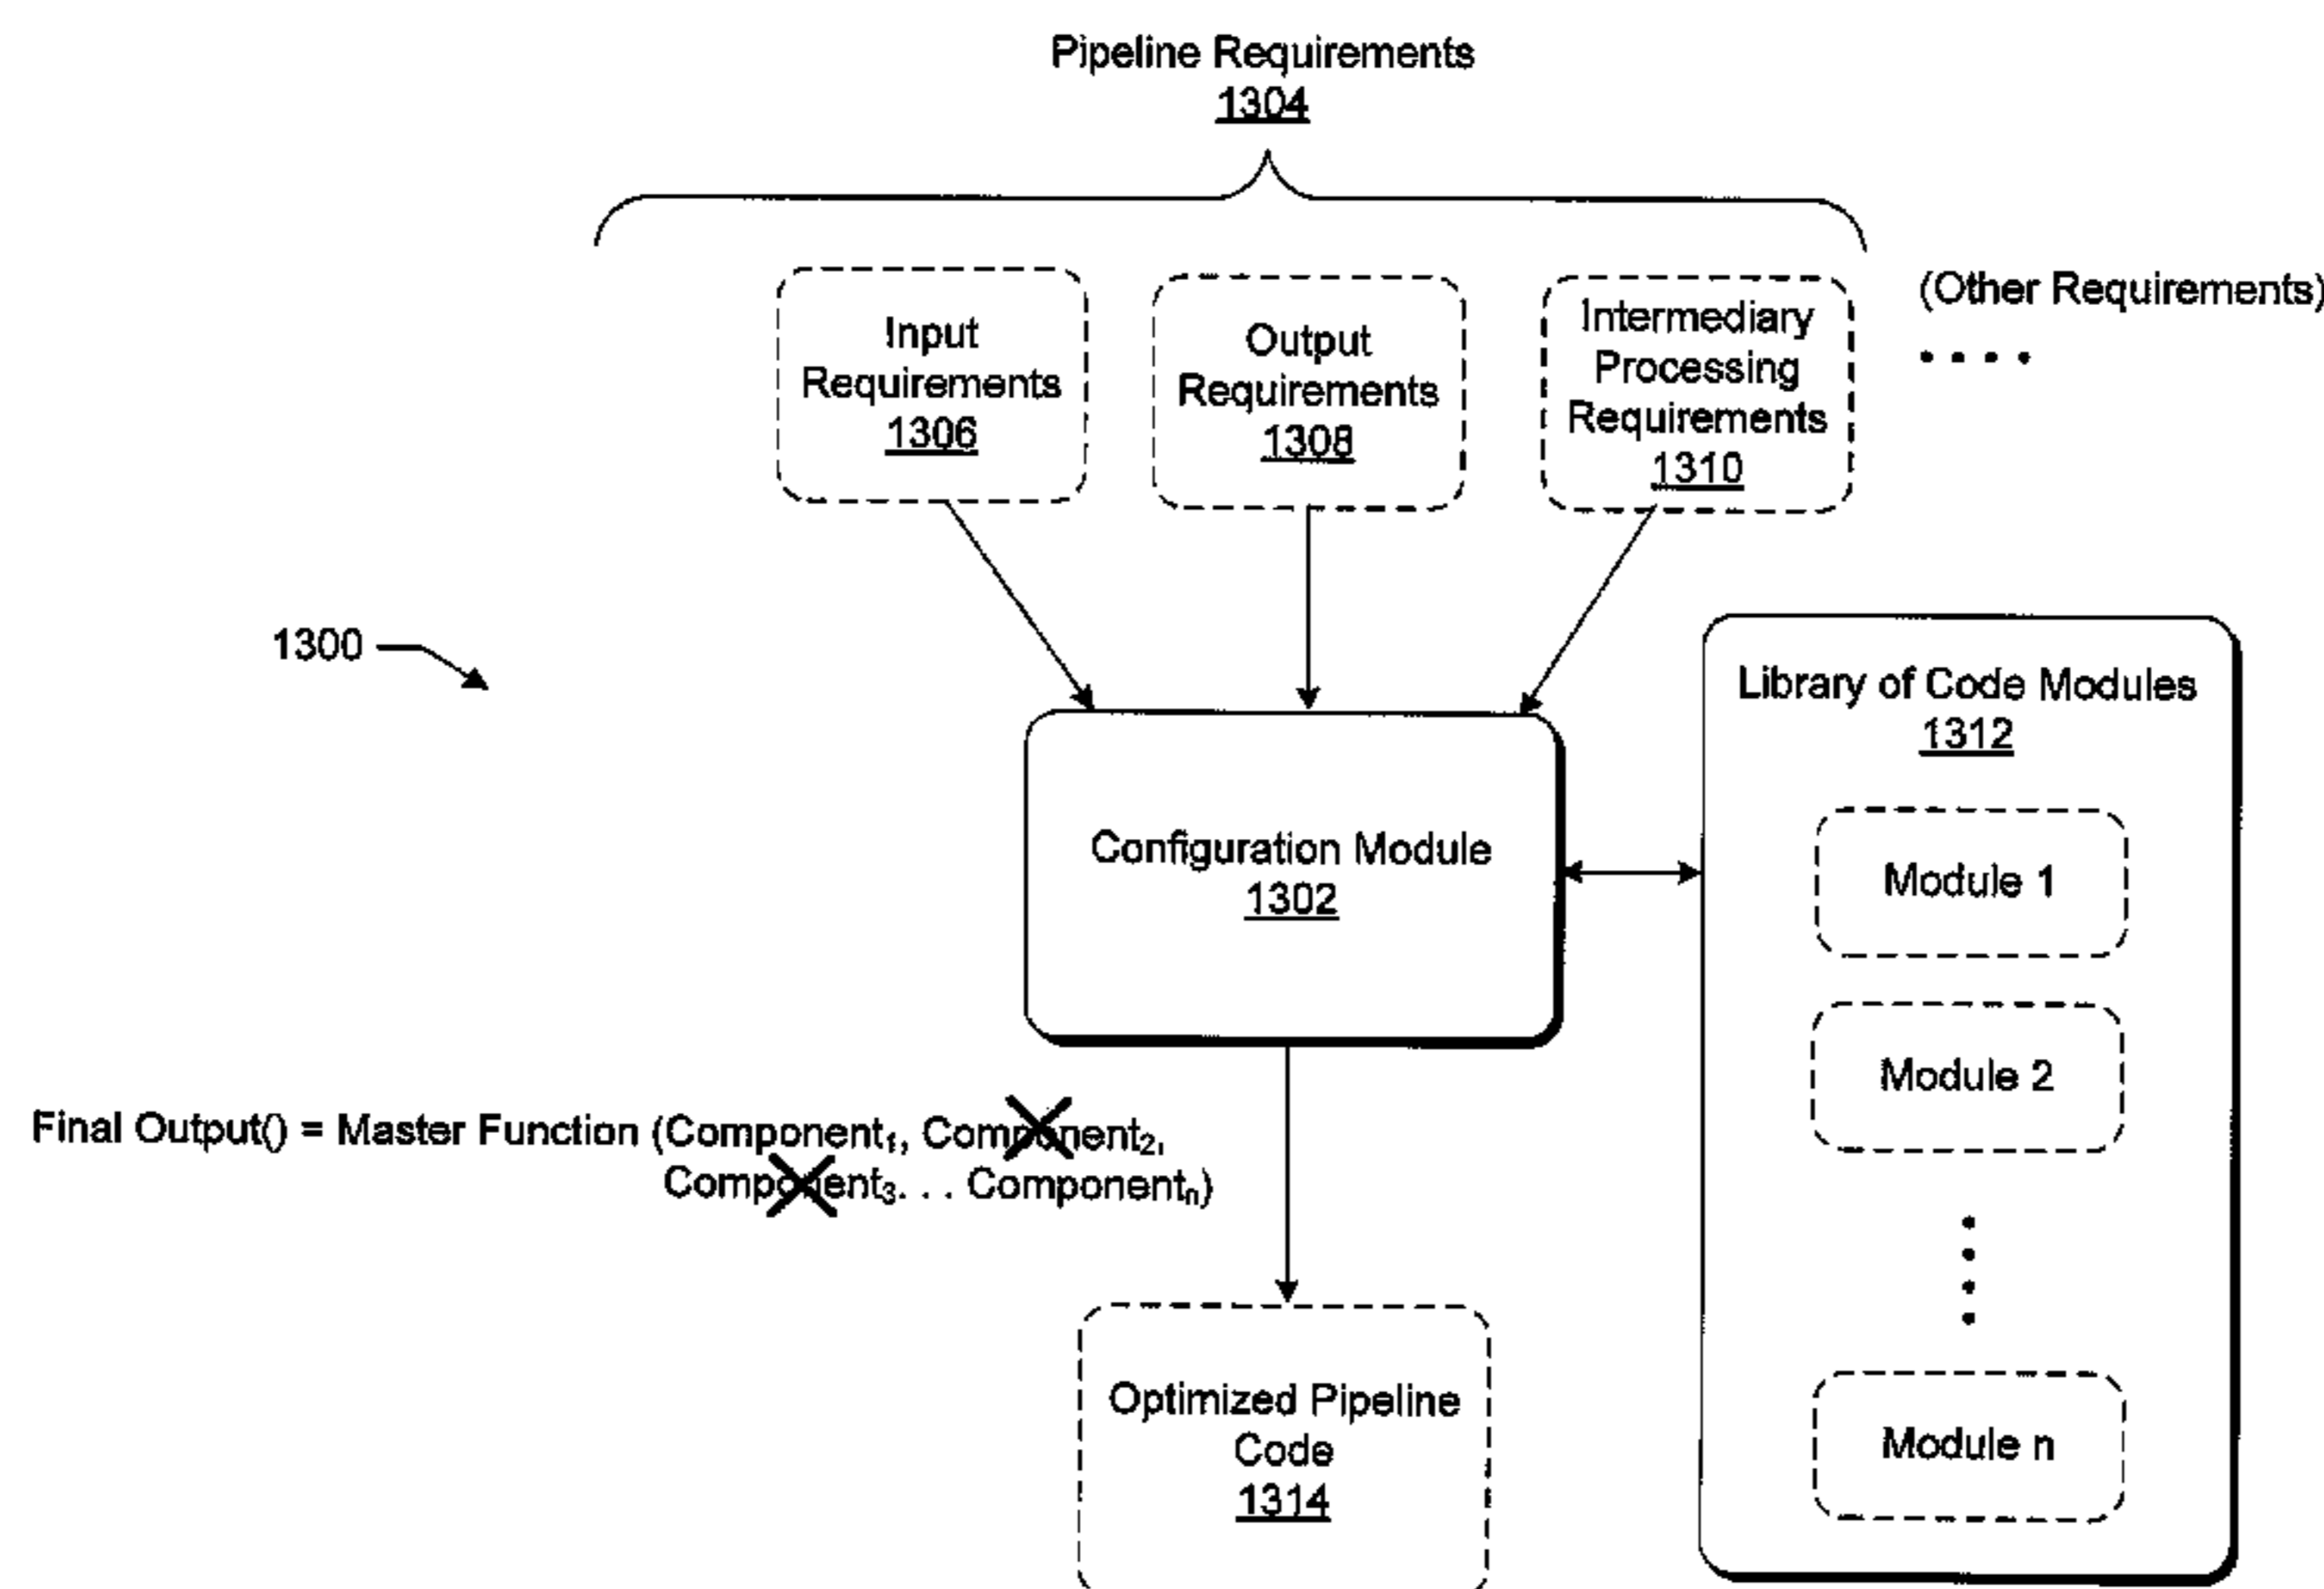 Pipeline Requirements
1304
Input
Requirements
1306
Output
Requirements
1308
Intermediary
Processing
Requirements
1310
(Other Requirements)
1300
Configuration Module
1302
Library of Code Modules
1312
Module 1
Module 2
Module n
Final Output() = Master Function (Component₁, Component₂,
Component₃. . . Componentₙ)
Optimized Pipeline
Code
1314